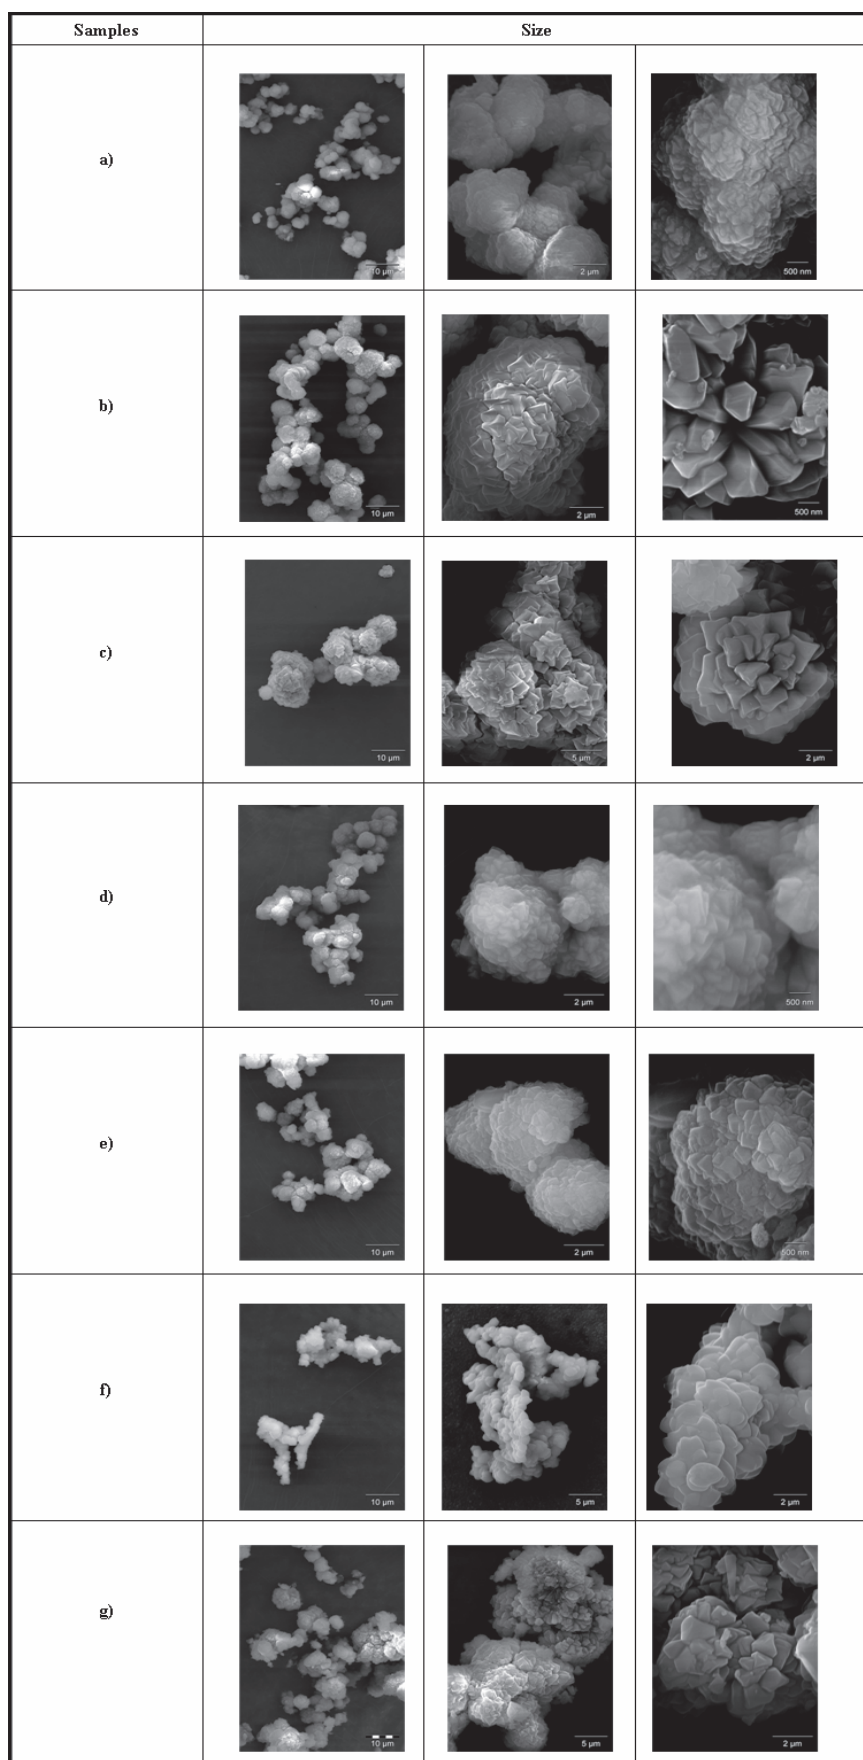 Samples Size
a) 10 µm 2 µm 500 nm
b) 10 µm 2 µm 500 nm
c) 10 µm 5 µm 2 µm
d) 10 µm 2 µm 500 nm
e) 10 µm 2 µm 500 nm
f) 10 µm 5 µm 2 µm
g) 10 µm 5 µm 2 µm